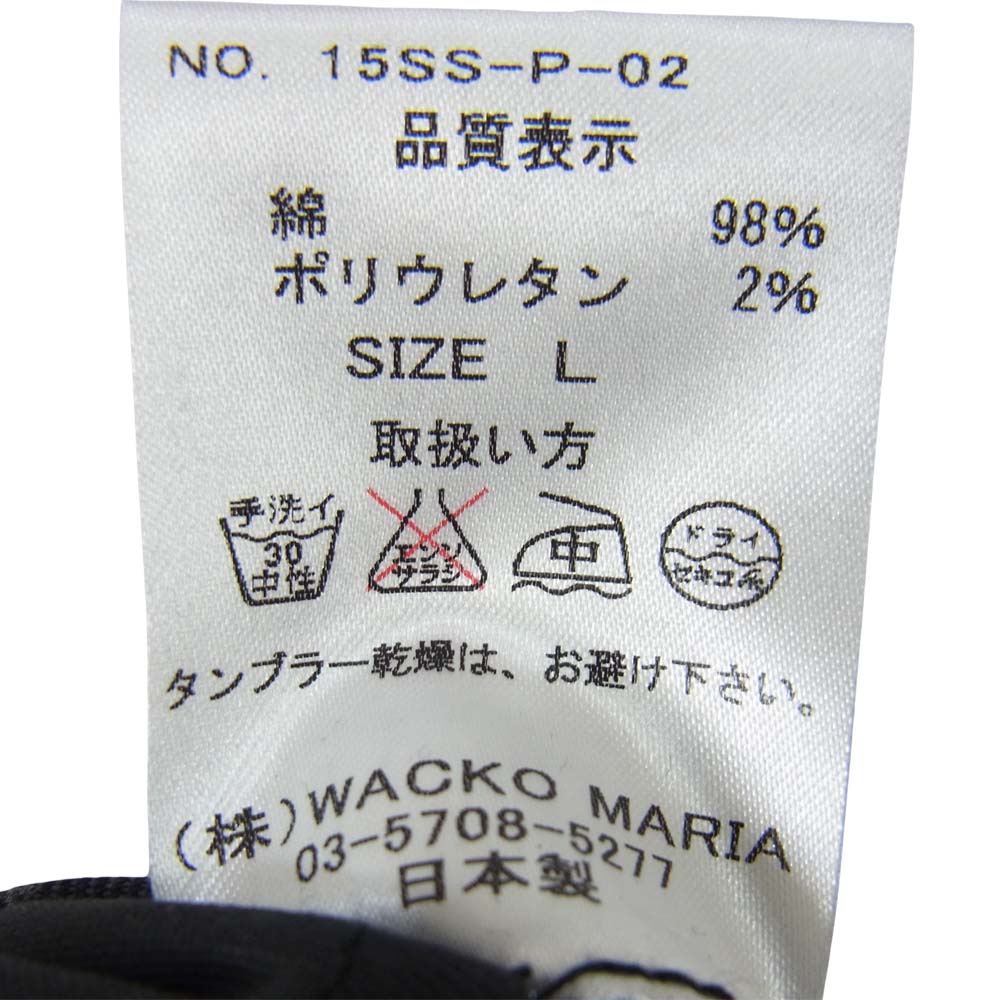 NO. 15SS-P-02
品質表示
綿 98%
ポリウレタン 2%
SIZE L
取扱い方
手洗イ
30
中性
エンソ
サラシ
中
ドライ
セキユ系
タンブラー乾燥は、お避け下さい。
(株)WACKO MARIA
03-5708-5277
日本製